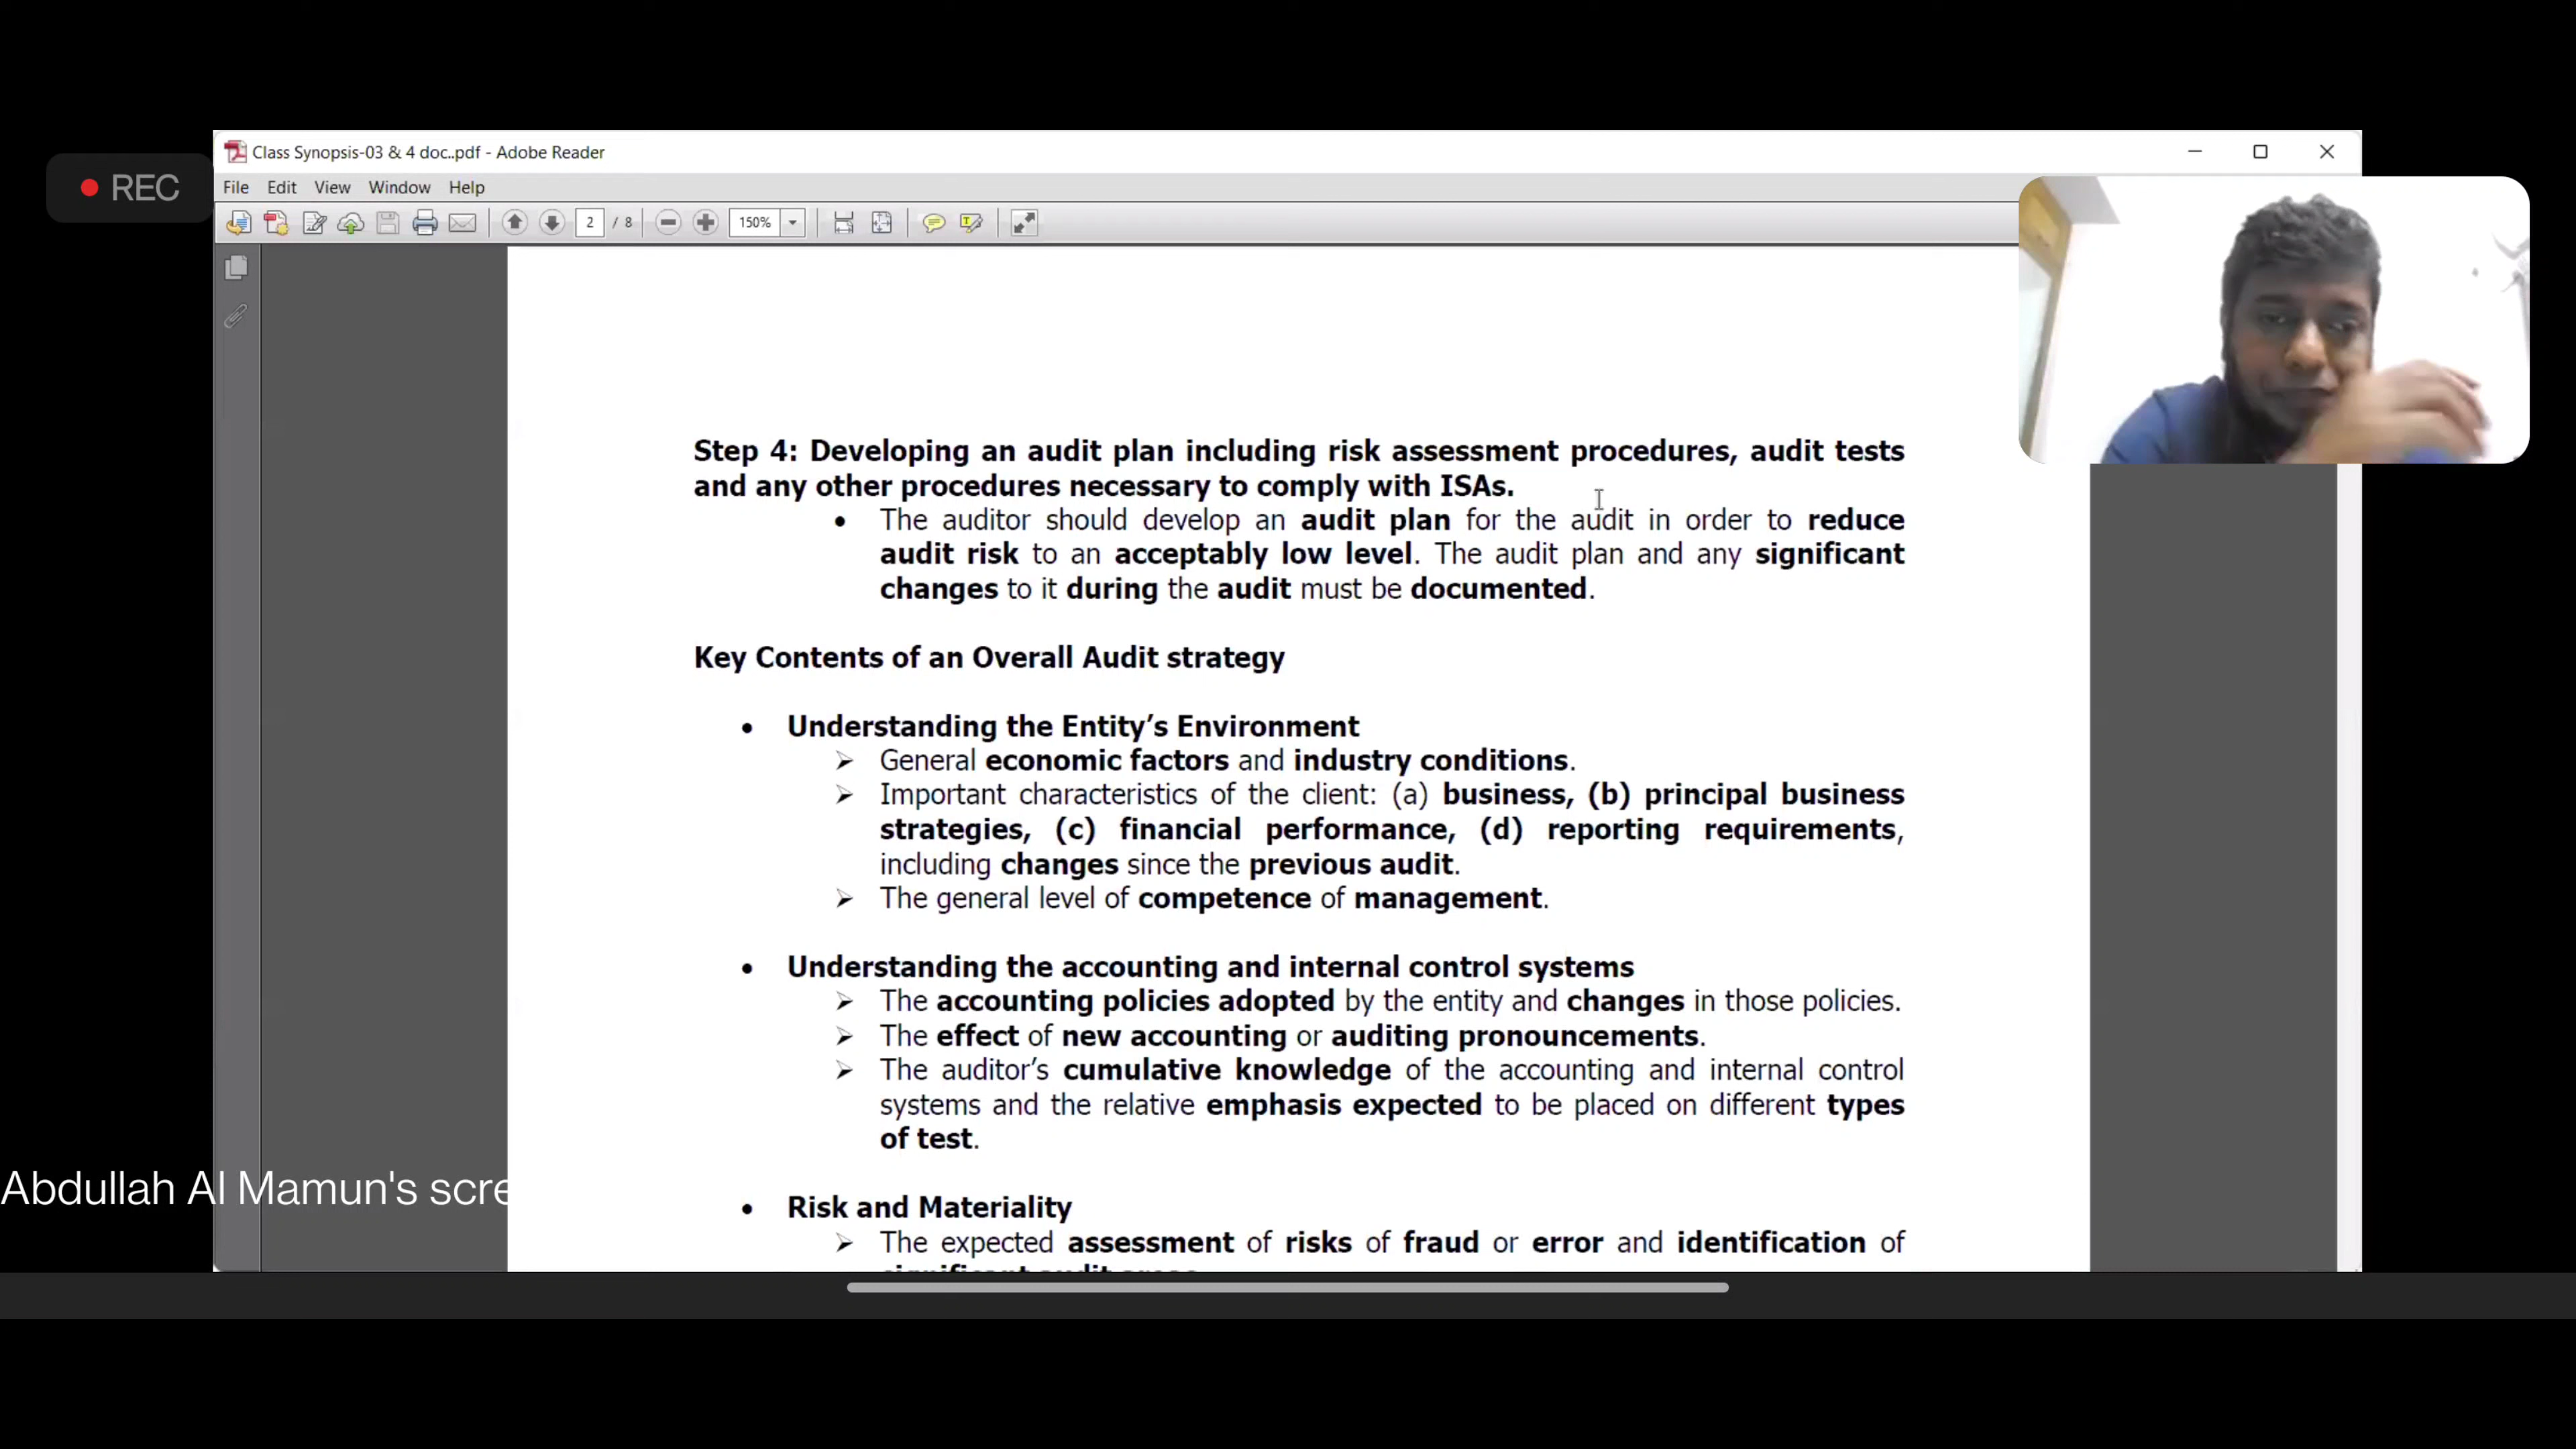 Class Synopsis-03 & 4 doc..pdf - Adobe Reader
REC
File Edit View Window Help
2 / 8 150%
Step 4: Developing an audit plan including risk assessment procedures, audit tests
and any other procedures necessary to comply with ISAs.
• The auditor should develop an audit plan for the audit in order to reduce
audit risk to an acceptably low level. The audit plan and any significant
changes to it during the audit must be documented.
Key Contents of an Overall Audit strategy
• Understanding the Entity’s Environment
➢ General economic factors and industry conditions.
➢ Important characteristics of the client: (a) business, (b) principal business
strategies, (c) financial performance, (d) reporting requirements,
including changes since the previous audit.
➢ The general level of competence of management.
• Understanding the accounting and internal control systems
➢ The accounting policies adopted by the entity and changes in those policies.
➢ The effect of new accounting or auditing pronouncements.
➢ The auditor’s cumulative knowledge of the accounting and internal control
systems and the relative emphasis expected to be placed on different types
of test.
Abdullah Al Mamun's scre
• Risk and Materiality
➢ The expected assessment of risks of fraud or error and identification of
significant audit areas